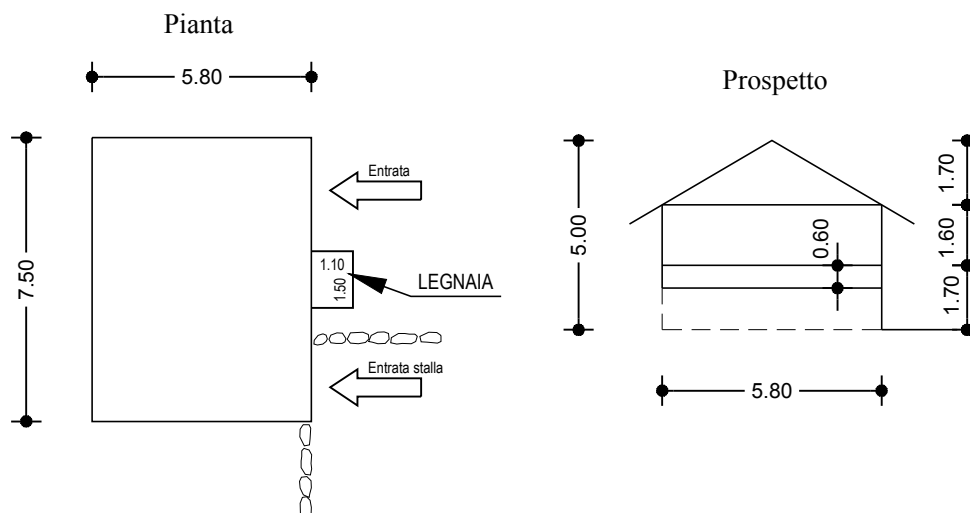 Pianta
5.80
7.50
Entrata
1.10
1.50
LEGNAIA
Entrata stalla
Prospetto
5.00
0.60
1.70
1.60
1.70
5.80